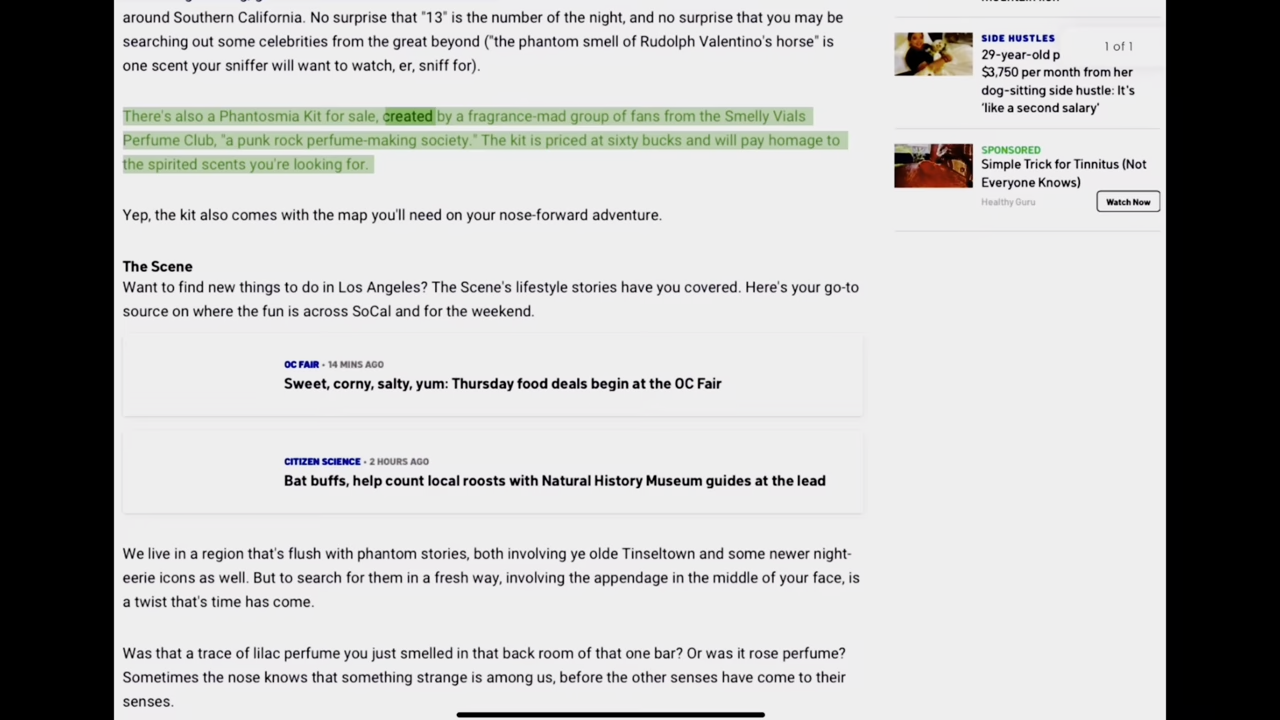 around Southern California. No surprise that "13" is the number of the night, and no surprise that you may be
searching out some celebrities from the great beyond ("the phantom smell of Rudolph Valentino's horse" is
one scent your sniffer will want to watch, er, sniff for).
There's also a Phantosmia Kit for sale, created by a fragrance-mad group of fans from the Smelly Vials
Perfume Club, "a punk rock perfume-making society." The kit is priced at sixty bucks and will pay homage to
the spirited scents you're looking for.
Yep, the kit also comes with the map you'll need on your nose-forward adventure.
The Scene
Want to find new things to do in Los Angeles? The Scene's lifestyle stories have you covered. Here's your go-to
source on where the fun is across SoCal and for the weekend.
OC FAIR • 14 MINS AGO
Sweet, corny, salty, yum: Thursday food deals begin at the OC Fair
CITIZEN SCIENCE • 2 HOURS AGO
Bat buffs, help count local roosts with Natural History Museum guides at the lead
We live in a region that's flush with phantom stories, both involving ye olde Tinseltown and some newer night-
eerie icons as well. But to search for them in a fresh way, involving the appendage in the middle of your face, is
a twist that's time has come.
Was that a trace of lilac perfume you just smelled in that back room of that one bar? Or was it rose perfume?
Sometimes the nose knows that something strange is among us, before the other senses have come to their
senses.
SIDE HUSTLES
29-year-old p
1 of 1
$3,750 per month from her
dog-sitting side hustle: It's
'like a second salary'
SPONSORED
Simple Trick for Tinnitus (Not
Everyone Knows)
Healthy Guru
Watch Now